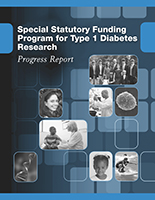 Special Statutory Funding
Program for Type 1 Diabetes
Research
Progress Report